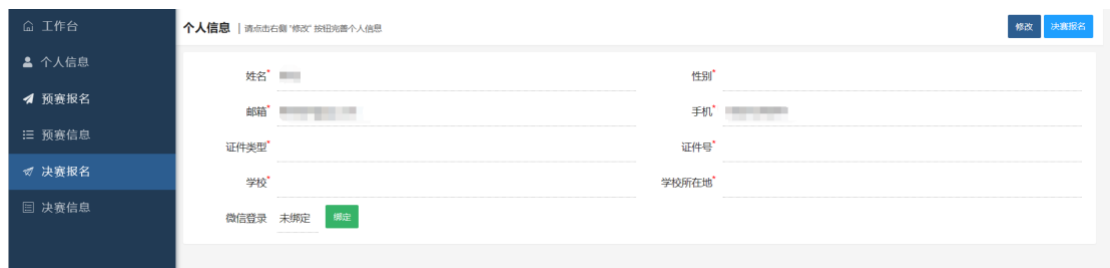 工作台
个人信息
预赛报名
预赛信息
决赛报名
决赛信息
个人信息 | 请点击右侧 "修改" 按钮完善个人信息
修改 决赛报名
姓名* 性别*
邮箱* 手机*
证件类型* 证件号*
学校* 学校所在地*
微信登录 未绑定 绑定